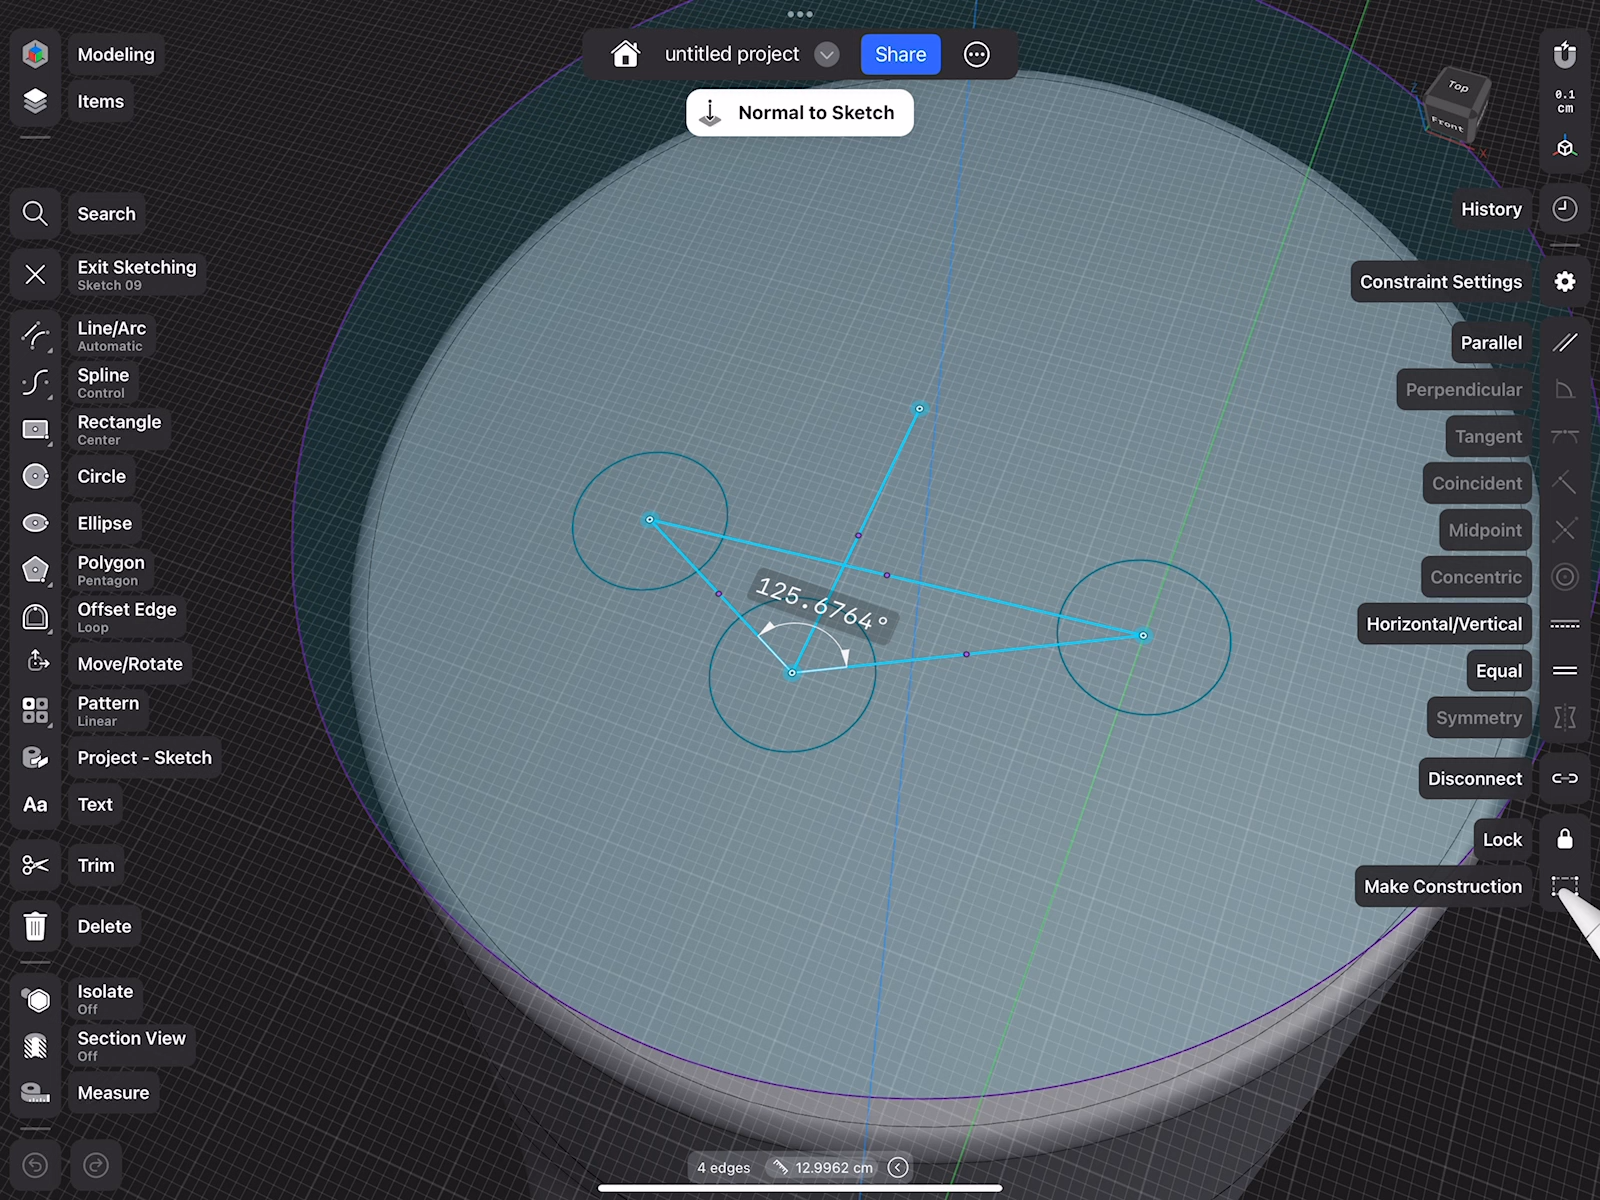 Modeling
Items
untitled project
Share
Normal to Sketch
Top
Front
Z
X
0.1
cm
Search
Exit Sketching
Sketch 09
Line/Arc
Automatic
Spline
Control
Rectangle
Center
Circle
Ellipse
Polygon
Pentagon
Offset Edge
Loop
Move/Rotate
Pattern
Linear
Project - Sketch
Aa
Text
Trim
Delete
Isolate
Off
Section View
Off
Measure
125.6764°
History
Constraint Settings
Parallel
Perpendicular
Tangent
Coincident
Midpoint
Concentric
Horizontal/Vertical
Equal
Symmetry
Disconnect
Lock
Make Construction
4 edges
12.9962 cm